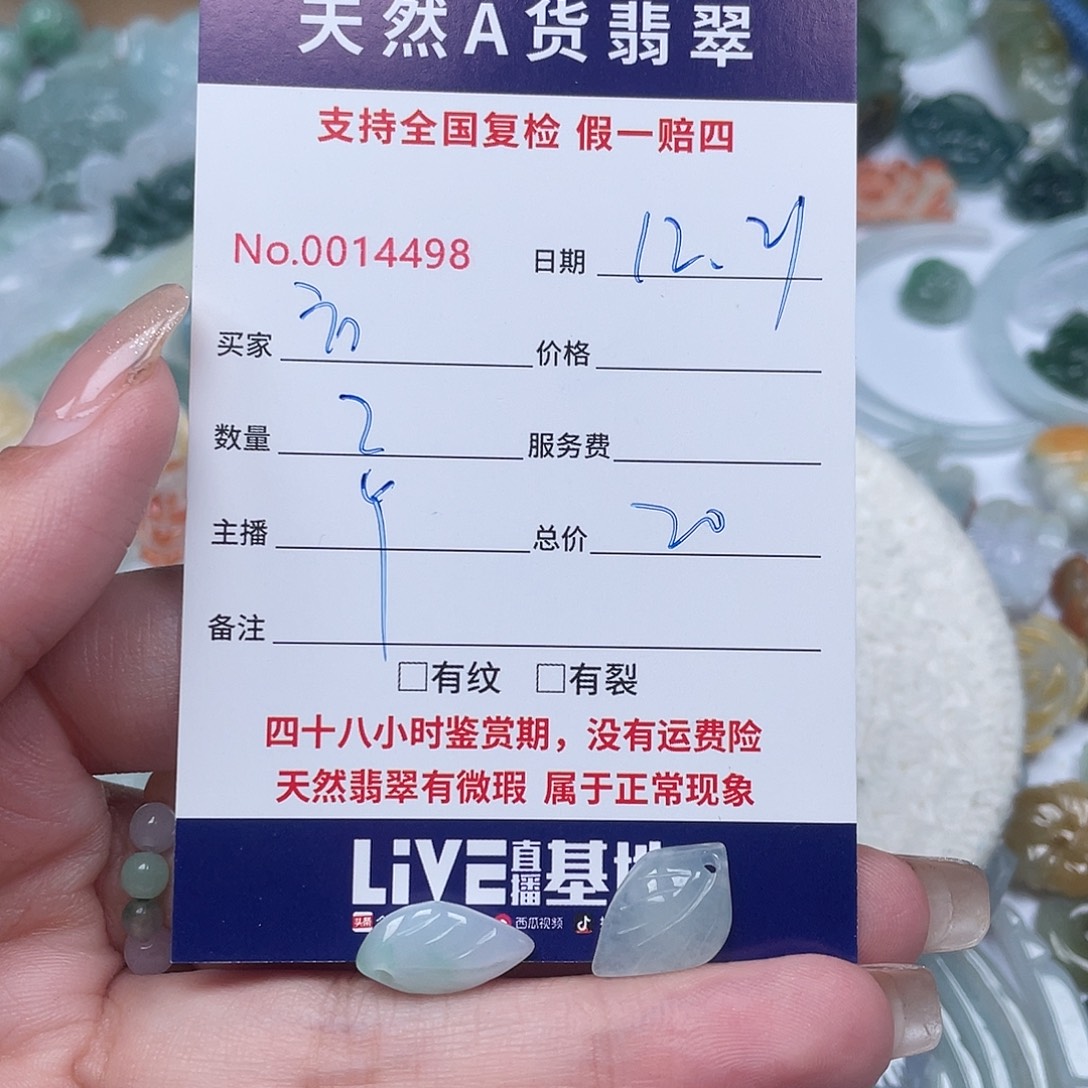 天然A货翡翠
支持全国复检 假一赔四
No.0014498 日期 12.21
买家 价格
数量 2 服务费
主播 总价 20
备注
□有纹 □有裂
四十八小时鉴赏期，没有运费险
天然翡翠有微瑕 属于正常现象
LiVE直播基地
头条 西瓜视频